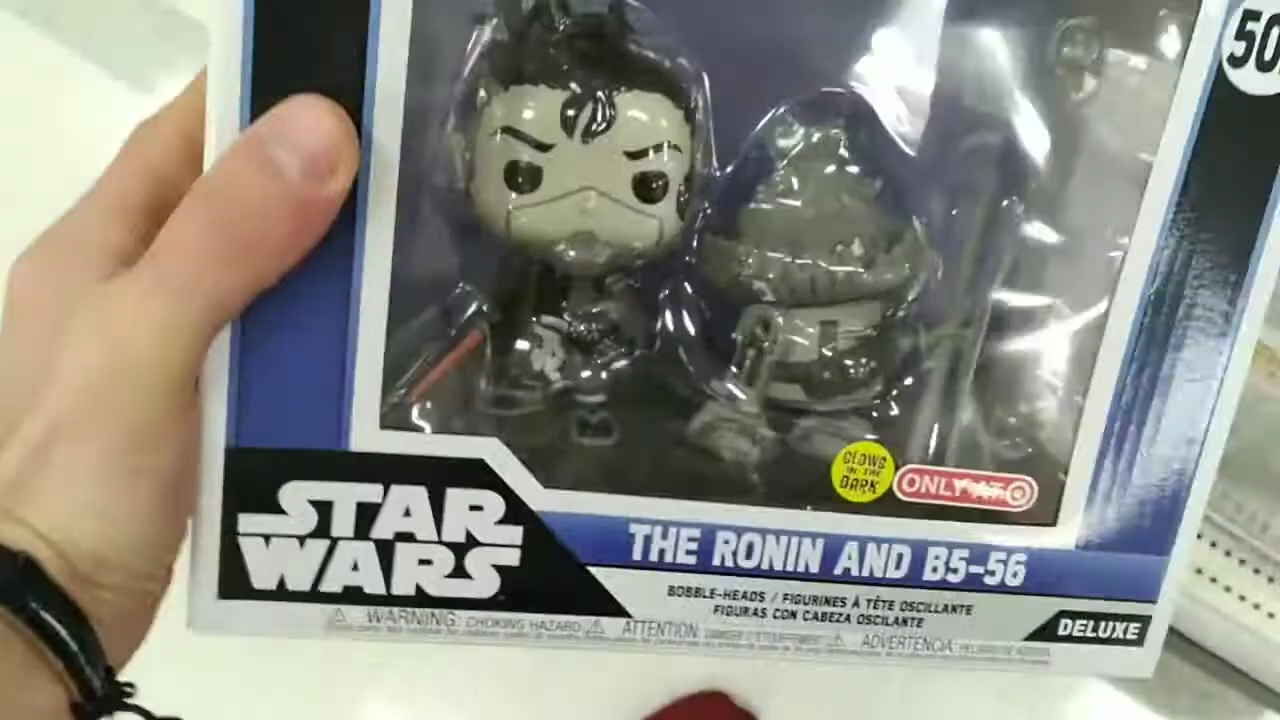 50
GLOWS
IN THE
DARK
ONLY AT
STAR
WARS
THE RONIN AND B5-56
BOBBLE-HEADS / FIGURINES À TÊTE OSCILLANTE
FIGURAS CON CABEZA OSCILANTE
DELUXE
WARNING: CHOKING HAZARD. ATTENTION: ADVERTENCIA: